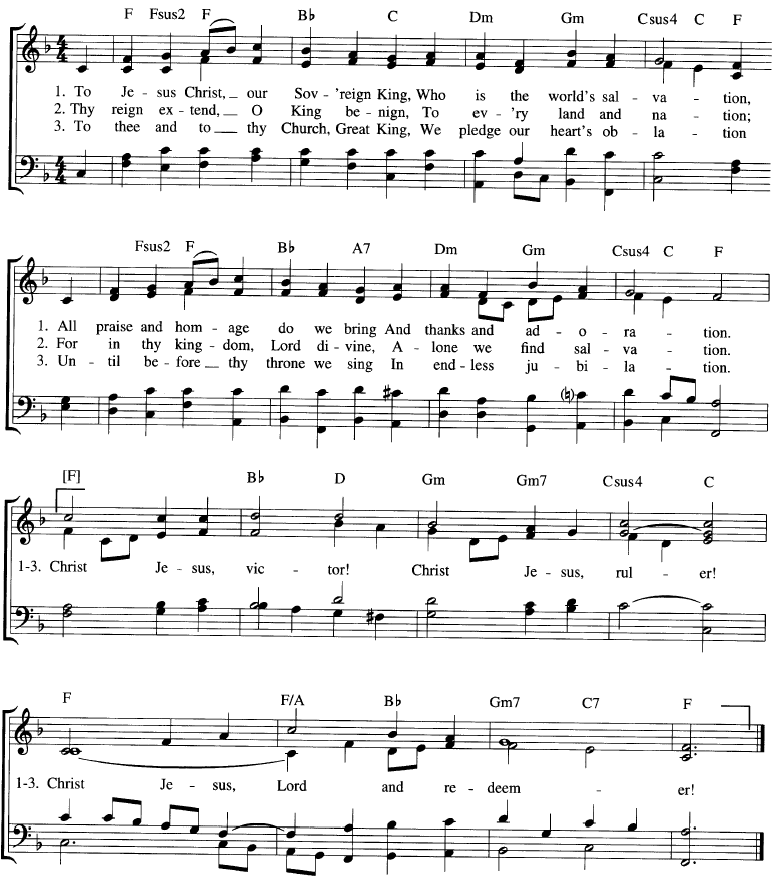 F Fsus2 F B♭ C Dm Gm Csus4 C F
1. To Je - sus Christ, our Sov - 'reign King, Who is the world's sal - va - tion,
2. Thy reign ex - tend, O King be - nign, To ev - 'ry land and na - tion;
3. To thee and to thy Church, Great King, We pledge our heart's ob - la - tion
Fsus2 F B♭ A7 Dm Gm Csus4 C F
1. All praise and hom - age do we bring And thanks and ad - o - ra - tion.
2. For in thy king - dom, Lord di - vine, A - lone we find sal - va - tion.
3. Un - til be - fore thy throne we sing In end - less ju - bi - la - tion.
[F] B♭ D Gm Gm7 Csus4 C
1-3. Christ Je - sus, vic - tor! Christ Je - sus, rul - er!
F F/A B♭ Gm7 C7 F
1-3. Christ Je - sus, Lord and re - deem - er!